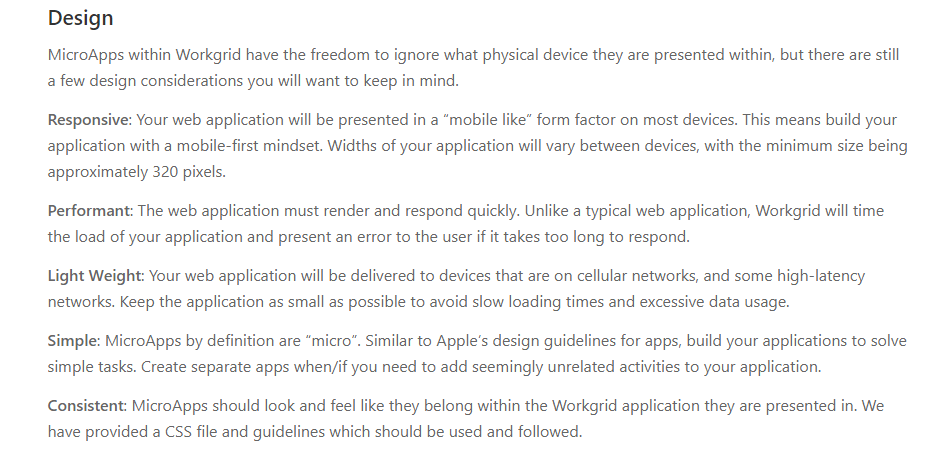 Design
MicroApps within Workgrid have the freedom to ignore what physical device they are presented within, but there are still
a few design considerations you will want to keep in mind.
Responsive: Your web application will be presented in a “mobile like” form factor on most devices. This means build your
application with a mobile-first mindset. Widths of your application will vary between devices, with the minimum size being
approximately 320 pixels.
Performant: The web application must render and respond quickly. Unlike a typical web application, Workgrid will time
the load of your application and present an error to the user if it takes too long to respond.
Light Weight: Your web application will be delivered to devices that are on cellular networks, and some high-latency
networks. Keep the application as small as possible to avoid slow loading times and excessive data usage.
Simple: MicroApps by definition are “micro”. Similar to Apple’s design guidelines for apps, build your applications to solve
simple tasks. Create separate apps when/if you need to add seemingly unrelated activities to your application.
Consistent: MicroApps should look and feel like they belong within the Workgrid application they are presented in. We
have provided a CSS file and guidelines which should be used and followed.